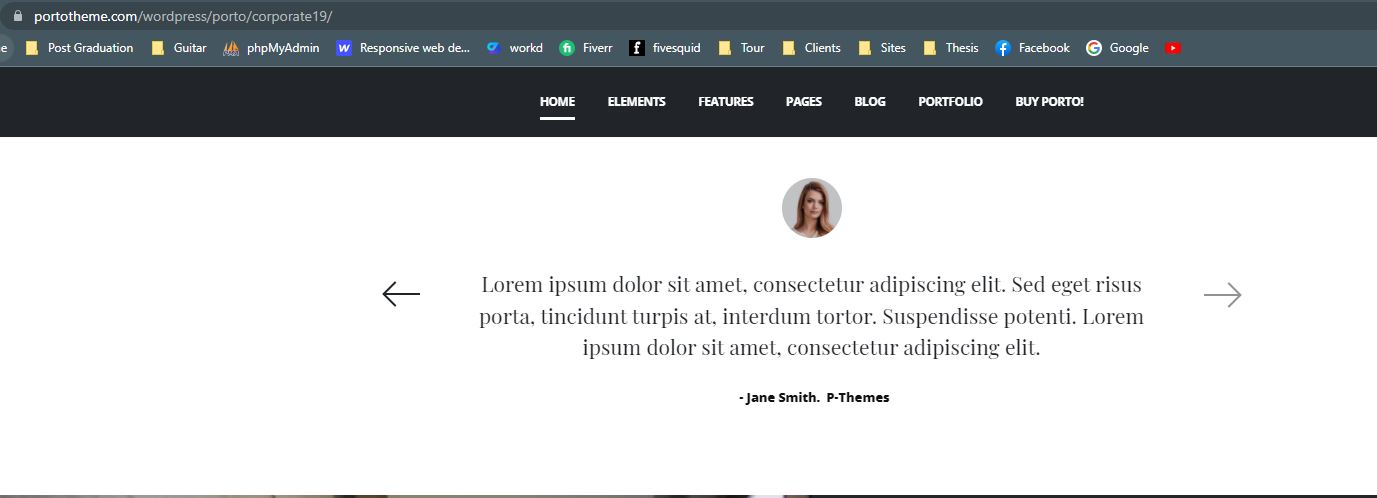 portotheme.com/wordpress/porto/corporate19/
e Post Graduation Guitar phpMyAdmin Responsive web de... workd Fiverr fivesquid Tour Clients Sites Thesis Facebook Google
HOME ELEMENTS FEATURES PAGES BLOG PORTFOLIO BUY PORTO!
Lorem ipsum dolor sit amet, consectetur adipiscing elit. Sed eget risus
porta, tincidunt turpis at, interdum tortor. Suspendisse potenti. Lorem
ipsum dolor sit amet, consectetur adipiscing elit.
- Jane Smith. P-Themes